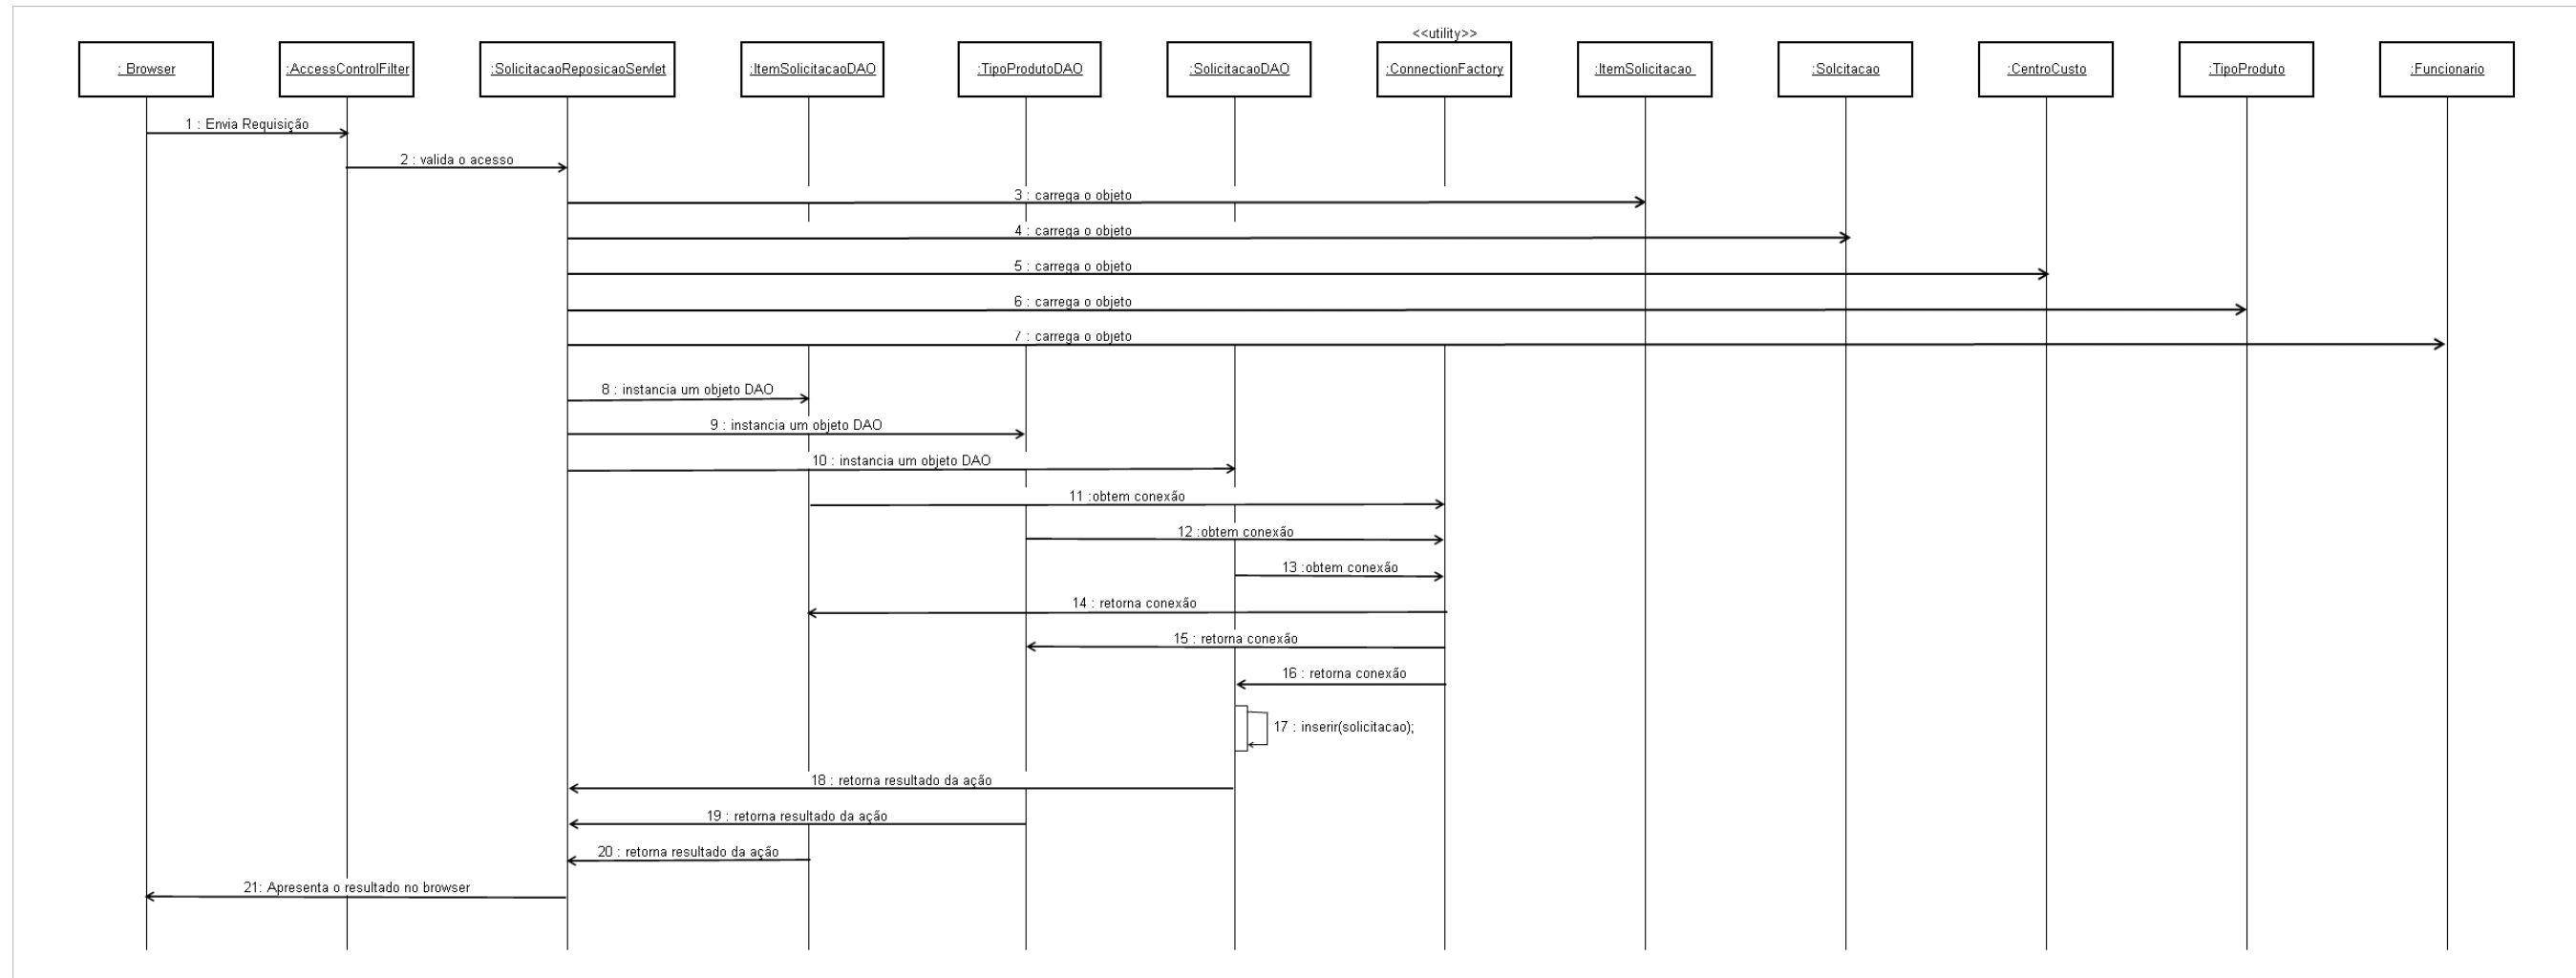 <<utility>>
: Browser
:AccessControlFilter
:SolicitacaoReposicaoServlet
:ItemSolicitacaoDAO
:TipoProdutoDAO
:SolicitacaoDAO
:ConnectionFactory
:ItemSolicitacao
:Solcitacao
:CentroCusto
:TipoProduto
:Funcionario
1 : Envia Requisição
2 : valida o acesso
3 : carrega o objeto
4 : carrega o objeto
5 : carrega o objeto
6 : carrega o objeto
7 : carrega o objeto
8 : instancia um objeto DAO
9 : instancia um objeto DAO
10 : instancia um objeto DAO
11 :obtem conexão
12 :obtem conexão
13 :obtem conexão
14 : retorna conexão
15 : retorna conexão
16 : retorna conexão
17 : inserir(solicitacao);
18 : retorna resultado da ação
19 : retorna resultado da ação
20 : retorna resultado da ação
21: Apresenta o resultado no browser